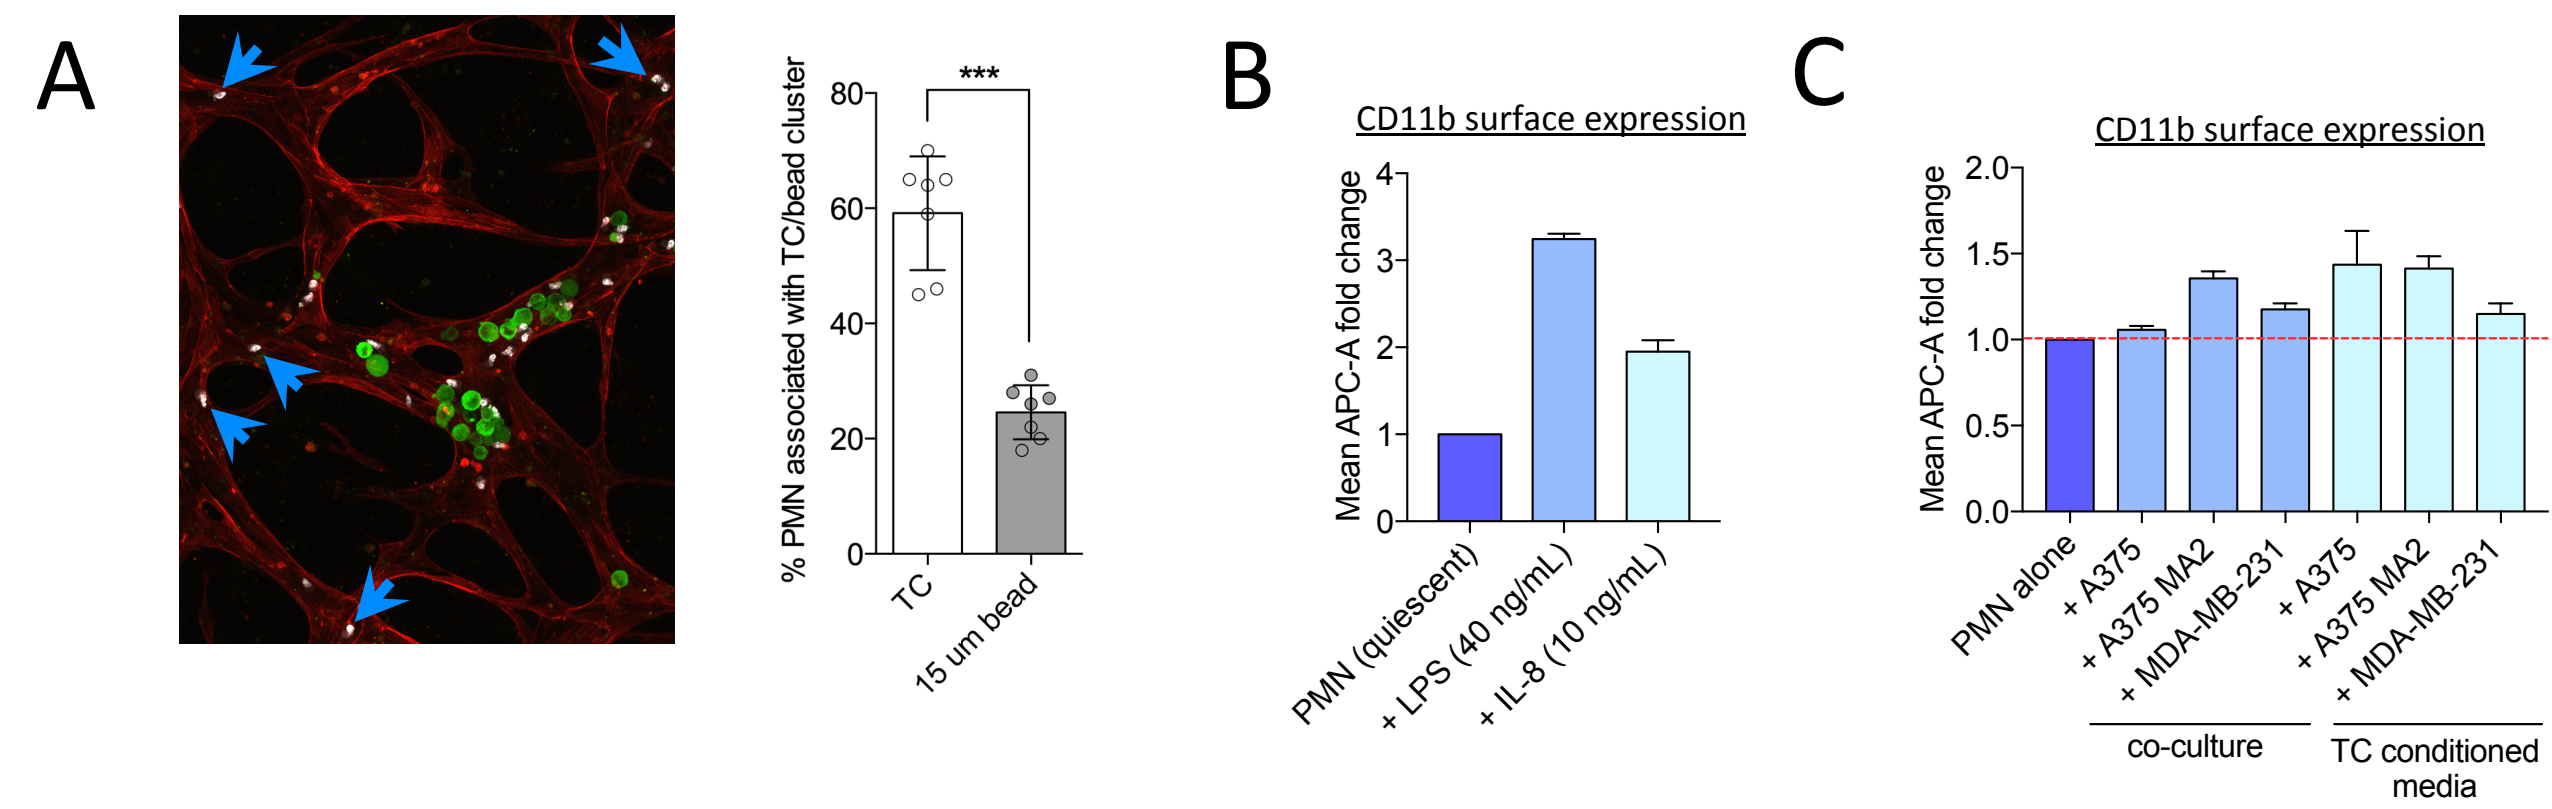 A
% PMN associated with TC/bead cluster
80
60
40
20
0
***
TC
15 um bead
B
CD11b surface expression
Mean APC-A fold change
4
3
2
1
0
PMN (quiescent)
+ LPS (40 ng/mL)
+ IL-8 (10 ng/mL)
C
CD11b surface expression
Mean APC-A fold change
2.0
1.5
1.0
0.5
0.0
PMN alone
+ A375
+ A375 MA2
+ MDA-MB-231
+ A375
+ A375 MA2
+ MDA-MB-231
co-culture
TC conditioned
media